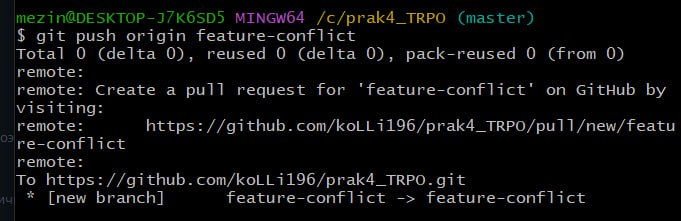 mezin@DESKTOP-J7K6SD5 MINGW64 /c/prak4_TRPO (master)
$ git push origin feature-conflict
Total 0 (delta 0), reused 0 (delta 0), pack-reused 0 (from 0)
remote:
remote: Create a pull request for 'feature-conflict' on GitHub by
visiting:
remote:      https://github.com/koLLi196/prak4_TRPO/pull/new/featu
re-conflict
remote:
To https://github.com/koLLi196/prak4_TRPO.git
 * [new branch]      feature-conflict -> feature-conflict